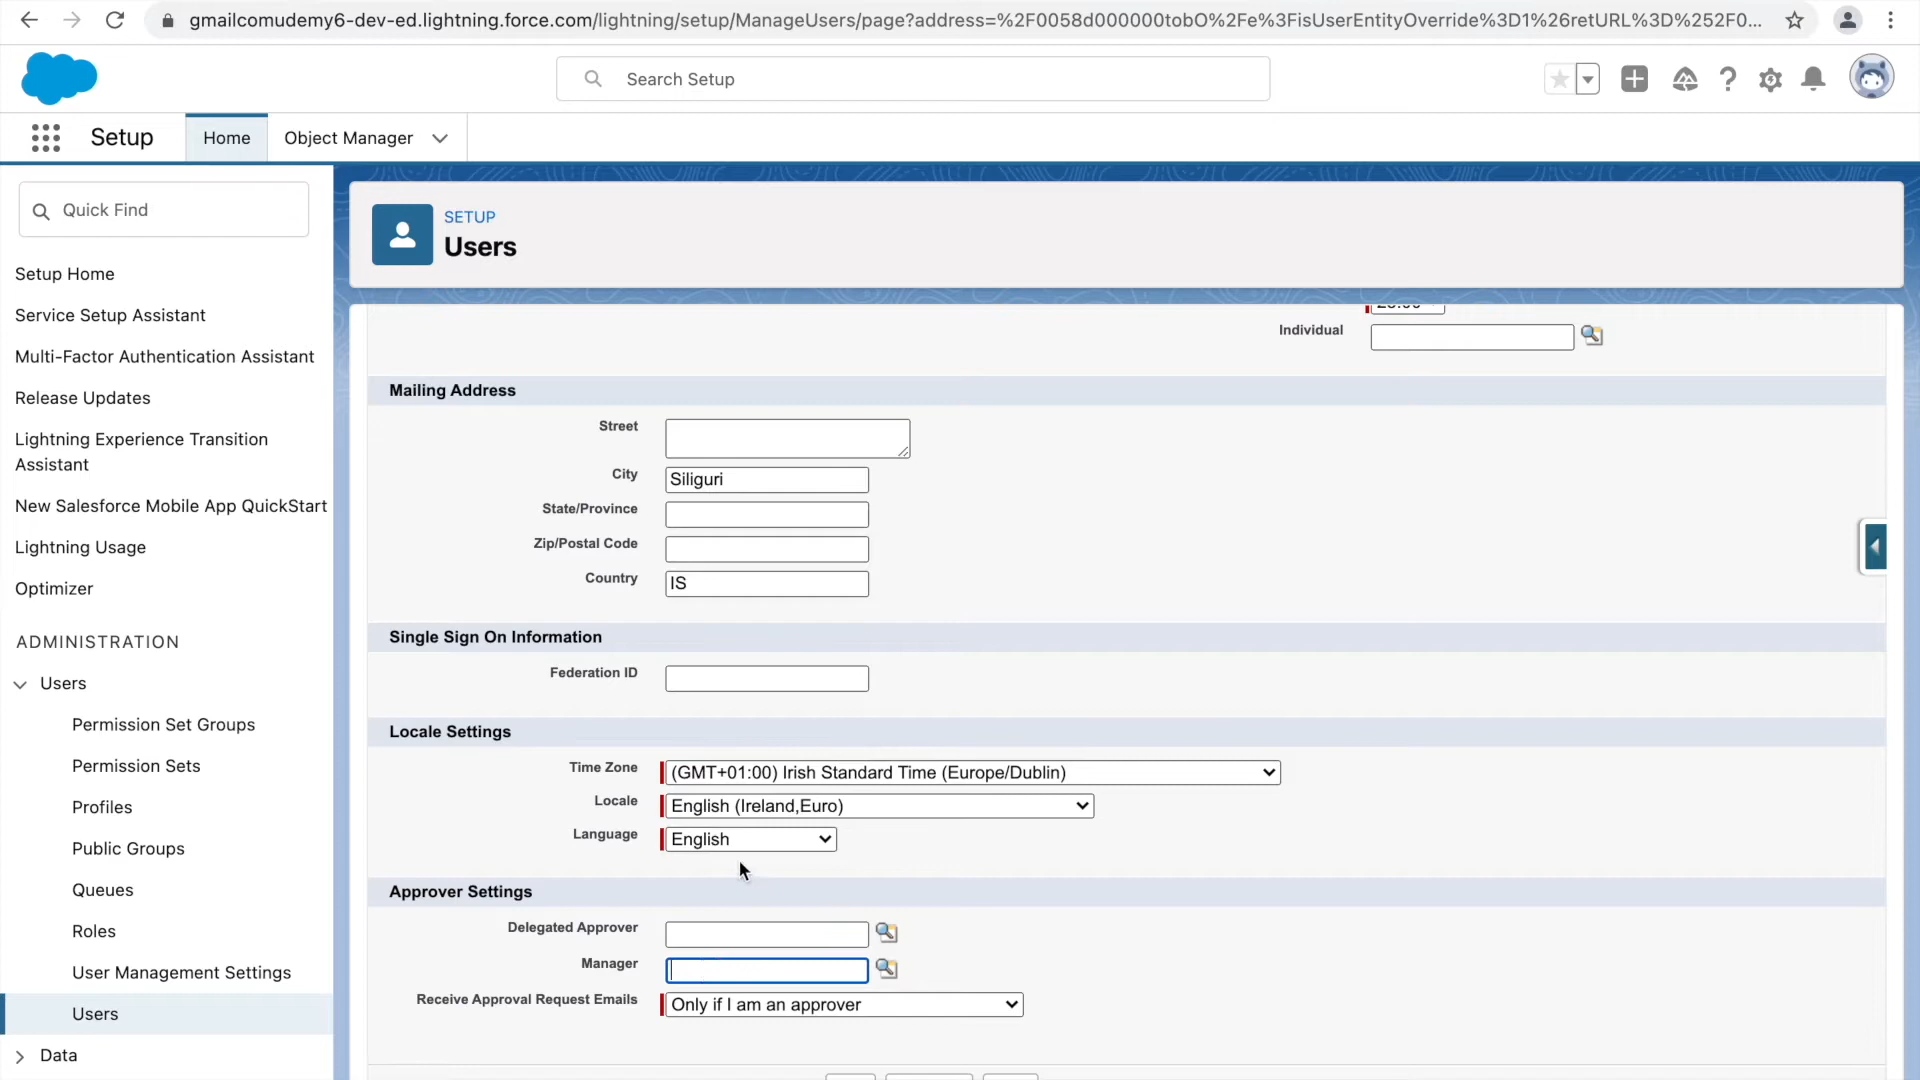 gmailcomudemy6-dev-ed.lightning.force.com/lightning/setup/ManageUsers/page?address=%2F0058d000000tobO%2Fe%3FisUserEntityOverride%3D1%26retURL%3D%252F0...
Search Setup
Setup
Home
Object Manager
Quick Find
SETUP
Users
Setup Home
Service Setup Assistant
Multi-Factor Authentication Assistant
Release Updates
Lightning Experience Transition
Assistant
New Salesforce Mobile App QuickStart
Lightning Usage
Optimizer
ADMINISTRATION
Users
Permission Set Groups
Permission Sets
Profiles
Public Groups
Queues
Roles
User Management Settings
Users
Data
Individual
Mailing Address
Street
City Siliguri
State/Province
Zip/Postal Code
Country IS
Single Sign On Information
Federation ID
Locale Settings
Time Zone (GMT+01:00) Irish Standard Time (Europe/Dublin)
Locale English (Ireland,Euro)
Language English
Approver Settings
Delegated Approver
Manager
Receive Approval Request Emails Only if I am an approver